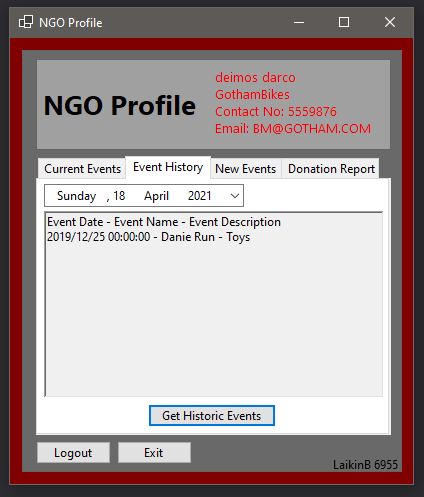 NGO Profile
NGO Profile
deimos darco
GothamBikes
Contact No: 5559876
Email: BM@GOTHAM.COM
Current Events Event History New Events Donation Report
Sunday , 18 April 2021
Event Date - Event Name - Event Description
2019/12/25 00:00:00 - Danie Run - Toys
Get Historic Events
Logout Exit
LaikinB 6955